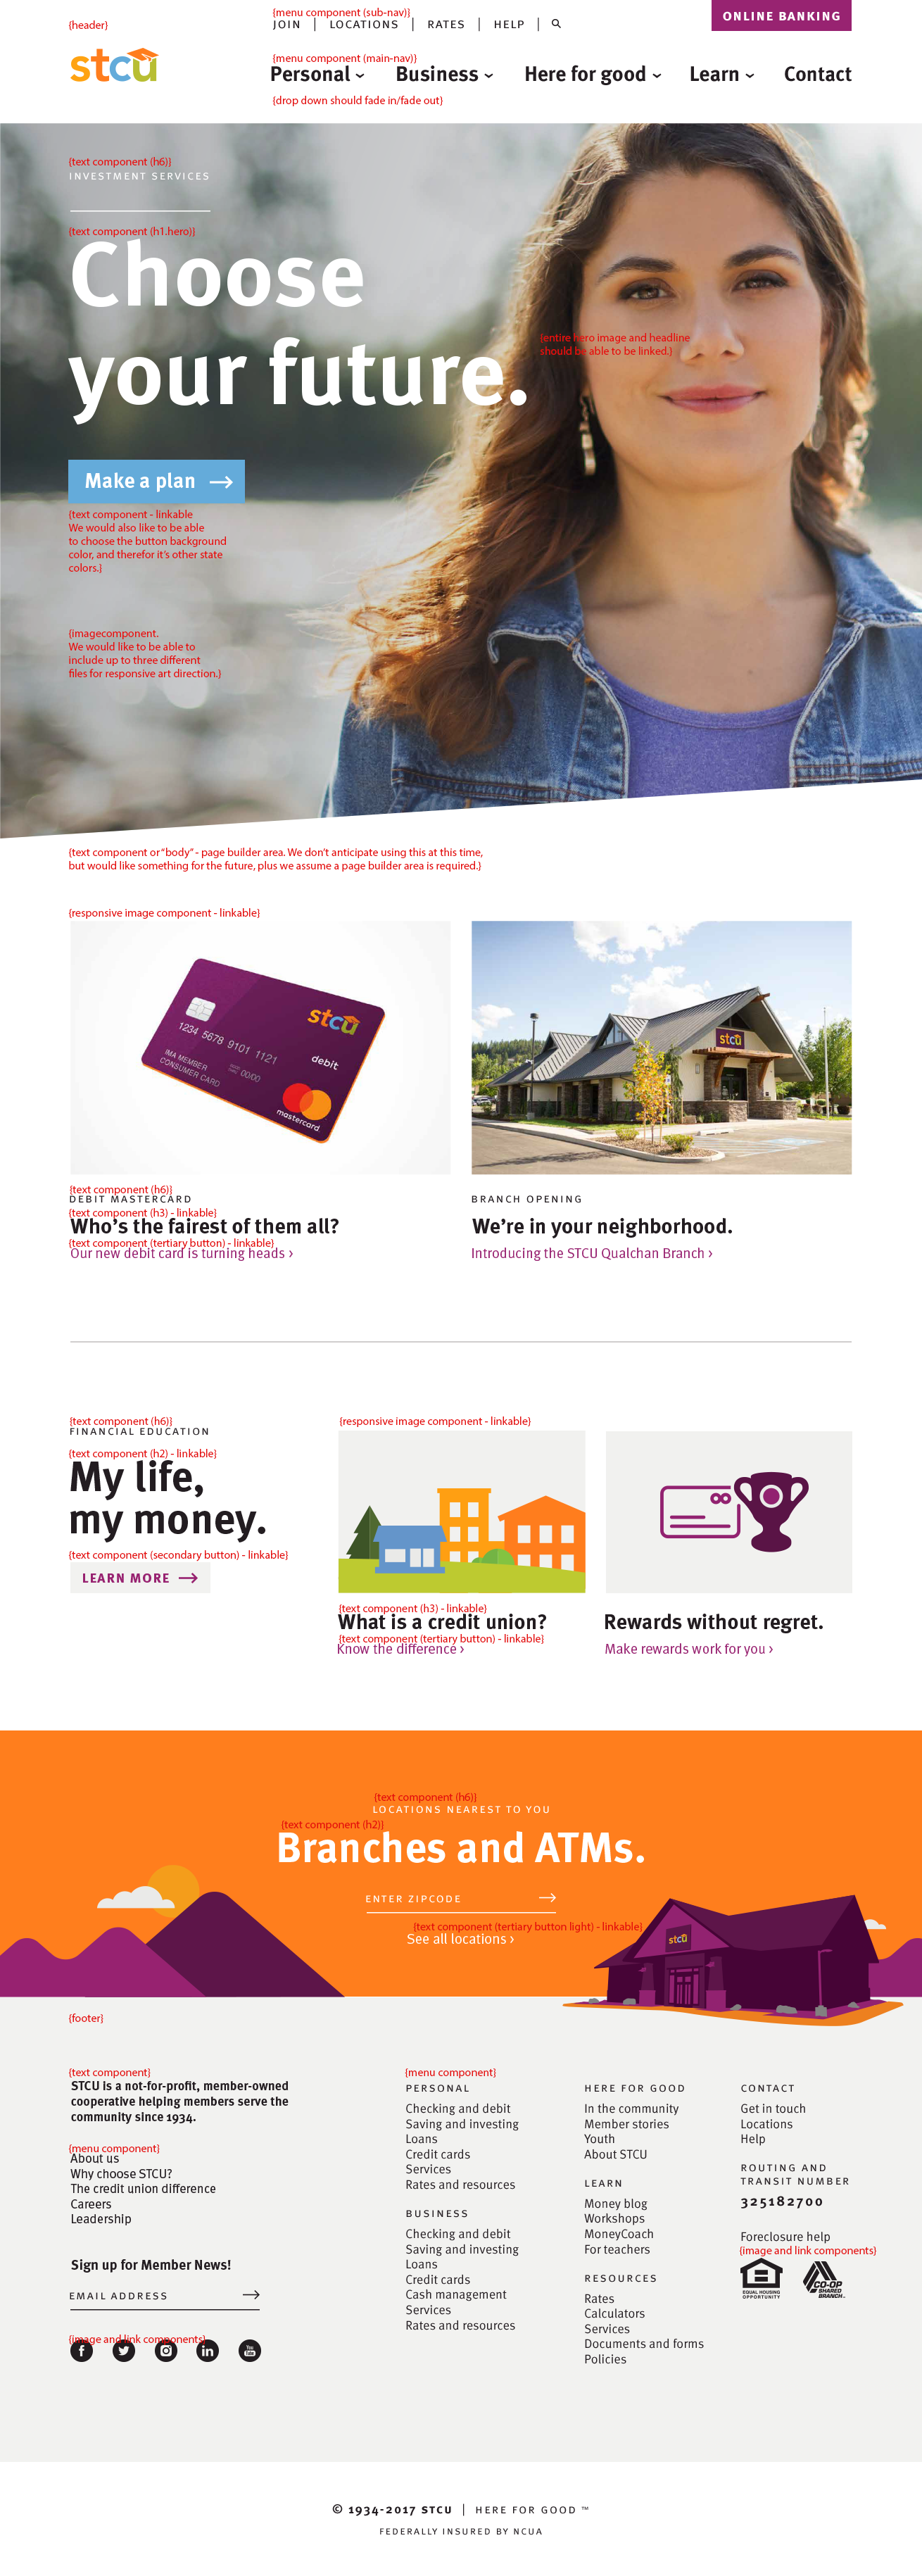 {header}
{menu component (sub-nav)}
JOIN | LOCATIONS | RATES | HELP |
ONLINE BANKING
stcu
{menu component (main-nav)}
Personal Business Here for good Learn Contact
{drop down should fade in/fade out}
{text component (h6)}
INVESTMENT SERVICES
{text component (h1.hero)}
Choose
your future.
{entire hero image and headline
should be able to be linked.}
Make a plan
{text component - linkable
We would also like to be able
to choose the button background
color, and therefor it's other state
colors.}
{imagecomponent.
We would like to be able to
include up to three different
files for responsive art direction.}
{text component or “body” - page builder area. We don’t anticipate using this at this time,
but would like something for the future, plus we assume a page builder area is required.}
{responsive image component - linkable}
stcu
1234 5678 9101 1121
debit
00/00
IMA MEMBER
CONSUMER CARD
mastercard
stcu
{text component (h6)}
DEBIT MASTERCARD
{text component (h3) - linkable}
Who’s the fairest of them all?
{text component (tertiary button) - linkable}
Our new debit card is turning heads ›
BRANCH OPENING
We’re in your neighborhood.
Introducing the STCU Qualchan Branch ›
{text component (h6)}
FINANCIAL EDUCATION
{text component (h2) - linkable}
My life,
my money.
{text component (secondary button) - linkable}
LEARN MORE
{responsive image component - linkable}
{text component (h3) - linkable}
What is a credit union?
{text component (tertiary button) - linkable}
Know the difference ›
Rewards without regret.
Make rewards work for you ›
{text component (h6)}
LOCATIONS NEAREST TO YOU
{text component (h2)}
Branches and ATMs.
ENTER ZIPCODE
{text component (tertiary button light) - linkable}
See all locations ›
stcu
{footer}
{text component}
STCU is a not-for-profit, member-owned
cooperative helping members serve the
community since 1934.
{menu component}
About us
Why choose STCU?
The credit union difference
Careers
Leadership
Sign up for Member News!
EMAIL ADDRESS
{image and link components}
You
Tube
{menu component}
PERSONAL
Checking and debit
Saving and investing
Loans
Credit cards
Services
Rates and resources
BUSINESS
Checking and debit
Saving and investing
Loans
Credit cards
Cash management
Services
Rates and resources
HERE FOR GOOD
In the community
Member stories
Youth
About STCU
LEARN
Money blog
Workshops
MoneyCoach
For teachers
RESOURCES
Rates
Calculators
Services
Documents and forms
Policies
CONTACT
Get in touch
Locations
Help
ROUTING AND
TRANSIT NUMBER
325182700
Foreclosure help
{image and link components}
EQUAL HOUSING
OPPORTUNITY
CO-OP
SHARED
BRANCH
© 1934-2017 STCU | HERE FOR GOOD ™
FEDERALLY INSURED BY NCUA